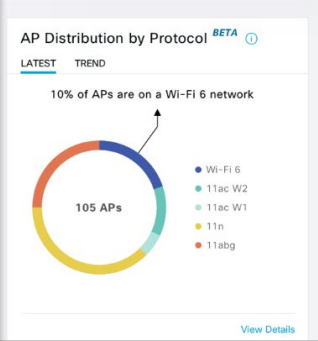 AP Distribution by Protocol BETA
LATEST TREND
10% of APs are on a Wi-Fi 6 network
105 APs
Wi-Fi 6
11ac W2
11ac W1
11n
11abg
View Details